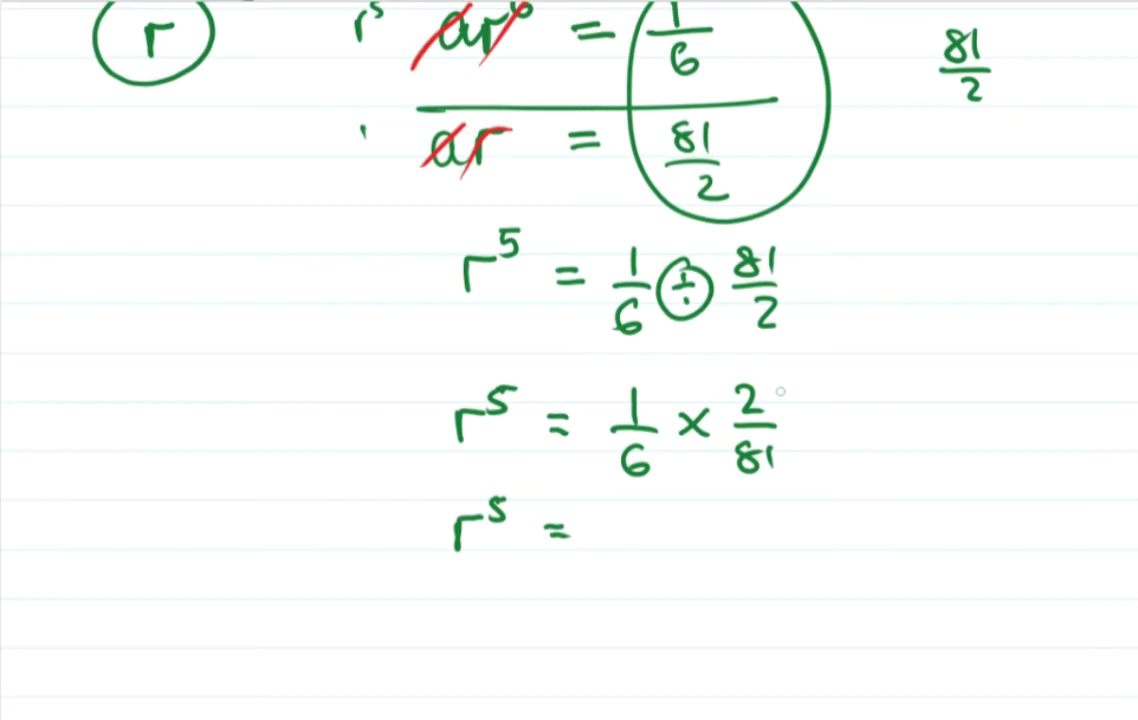 r r⁵ ar⁶ = 1/6 81/2
ar = 81/2
r⁵ = 1/6 ÷ 81/2
r⁵ = 1/6 × 2/81
r⁵ =